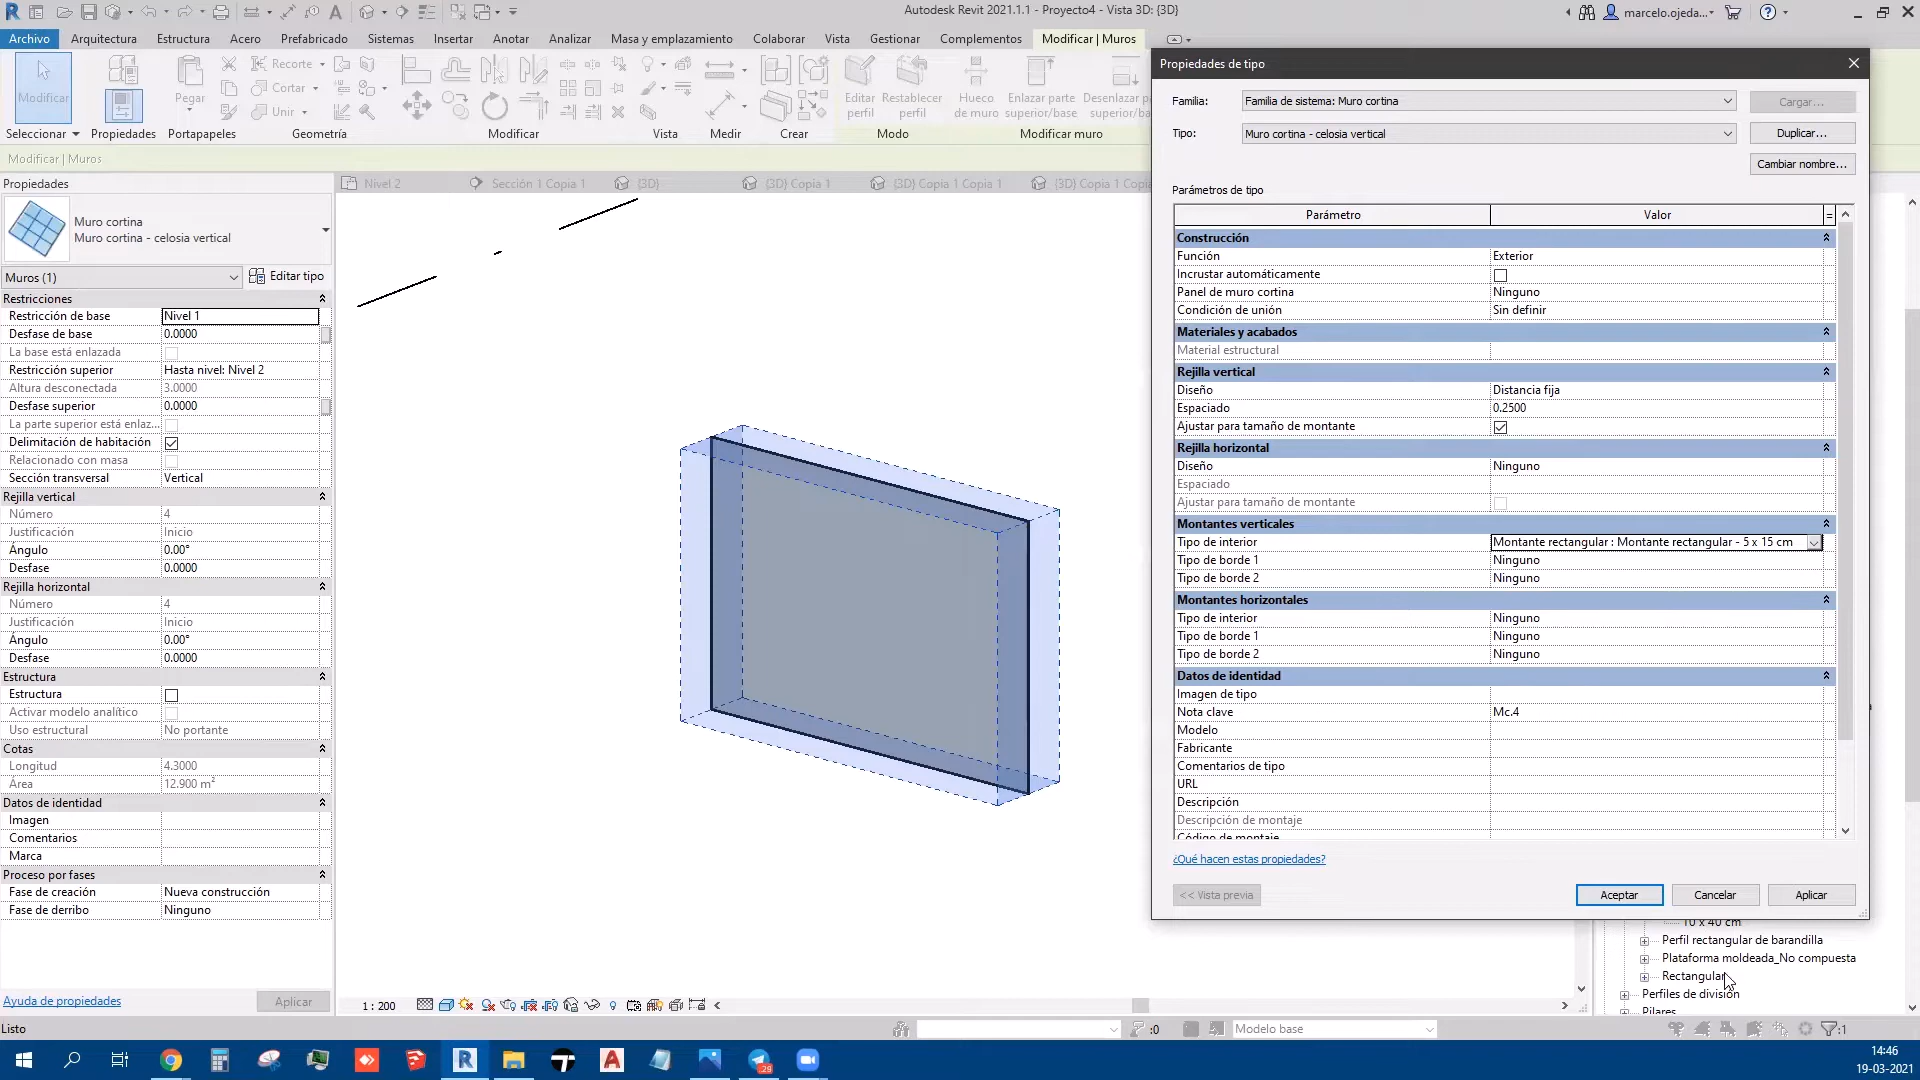 Autodesk Revit 2021.1.1 - Proyecto4 - Vista 3D: {3D}
marcelo.ojeda...
Archivo Arquitectura Estructura Acero Prefabricado Sistemas Insertar Anotar Analizar Masa y emplazamiento Colaborar Vista Gestionar Complementos Modificar | Muros
Modificar
Pegar
Recorte
Cortar
Unir
Editar perfil
Restablecer perfil
Hueco de muro
Enlazar parte superior/base
Desenlazar
Seleccionar Propiedades Portapapeles Geometría Modificar Vista Medir Crear Modo Modificar muro
Modificar | Muros
Propiedades
Muro cortina
Muro cortina - celosia vertical
Muros (1) Editar tipo
Restricciones
Restricción de base Nivel 1
Desfase de base 0.0000
La base está enlazada
Restricción superior Hasta nivel: Nivel 2
Altura desconectada 3.0000
Desfase superior 0.0000
La parte superior está enlaz...
Delimitación de habitación
Relacionado con masa
Sección transversal Vertical
Rejilla vertical
Número 4
Justificación Inicio
Ángulo 0.00°
Desfase 0.0000
Rejilla horizontal
Número 4
Justificación Inicio
Ángulo 0.00°
Desfase 0.0000
Estructura
Estructura
Activar modelo analítico
Uso estructural No portante
Cotas
Longitud 4.3000
Área 12.900 m²
Datos de identidad
Imagen
Comentarios
Marca
Proceso por fases
Fase de creación Nueva construcción
Fase de derribo Ninguno
Ayuda de propiedades Aplicar
Nivel 2 Sección 1 Copia 1 {3D} {3D} Copia 1 {3D} Copia 1 Copia 1 {3D} Copia 1 Copia
1 : 200
Propiedades de tipo
Familia: Familia de sistema: Muro cortina Cargar...
Tipo: Muro cortina - celosia vertical Duplicar...
Cambiar nombre...
Parámetros de tipo
Parámetro Valor =
Construcción
Función Exterior
Incrustar automáticamente
Panel de muro cortina Ninguno
Condición de unión Sin definir
Materiales y acabados
Material estructural
Rejilla vertical
Diseño Distancia fija
Espaciado 0.2500
Ajustar para tamaño de montante
Rejilla horizontal
Diseño Ninguno
Espaciado
Ajustar para tamaño de montante
Montantes verticales
Tipo de interior Montante rectangular : Montante rectangular - 5 x 15 cm
Tipo de borde 1 Ninguno
Tipo de borde 2 Ninguno
Montantes horizontales
Tipo de interior Ninguno
Tipo de borde 1 Ninguno
Tipo de borde 2 Ninguno
Datos de identidad
Imagen de tipo
Nota clave Mc.4
Modelo
Fabricante
Comentarios de tipo
URL
Descripción
Descripción de montaje
Código de montaje
¿Qué hacen estas propiedades?
<< Vista previa Aceptar Cancelar Aplicar
10 x 40 cm
Perfil rectangular de barandilla
Plataforma moldeada_No compuesta
Rectangular
Perfiles de división
Pilares
Listo :0 Modelo base :1
29
14:46
19-03-2021